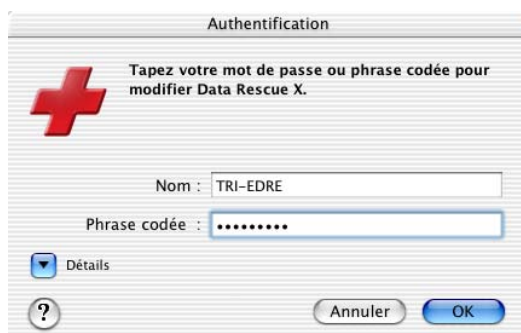 Authentification
Tapez votre mot de passe ou phrase codée pour
modifier Data Rescue X.
Nom : TRI-EDRE
Phrase codée : •••••••••
Détails
? Annuler OK